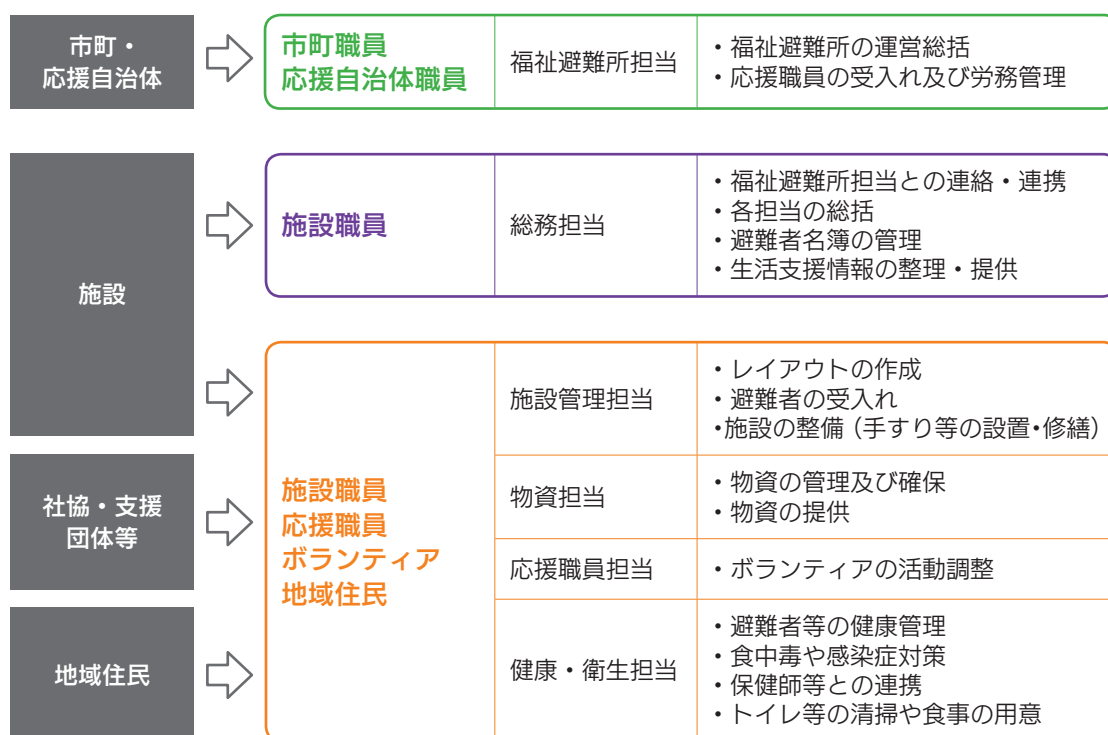 市町・
応援自治体
市町職員
応援自治体職員
福祉避難所担当
・福祉避難所の運営総括
・応援職員の受入れ及び労務管理
施設
施設職員
総務担当
・福祉避難所担当との連絡・連携
・各担当の総括
・避難者名簿の管理
・生活支援情報の整理・提供
社協・支援
団体等
地域住民
施設職員
応援職員
ボランティア
地域住民
施設管理担当
・レイアウトの作成
・避難者の受入れ
・施設の整備（手すり等の設置・修繕）
物資担当
・物資の管理及び確保
・物資の提供
応援職員担当
・ボランティアの活動調整
健康・衛生担当
・避難者等の健康管理
・食中毒や感染症対策
・保健師等との連携
・トイレ等の清掃や食事の用意